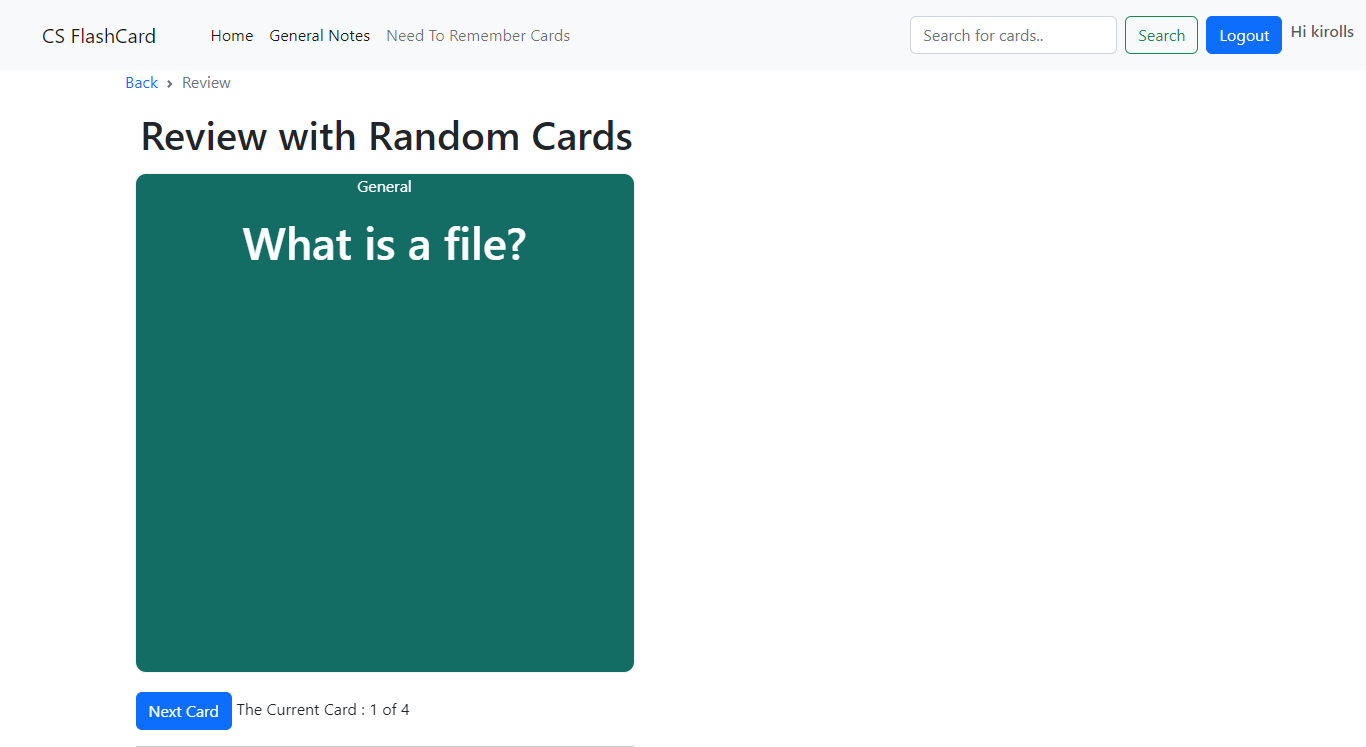 CS FlashCard Home General Notes Need To Remember Cards Search for cards.. Search Logout Hi kirolls
Back > Review
Review with Random Cards
General
What is a file?
Next Card The Current Card : 1 of 4